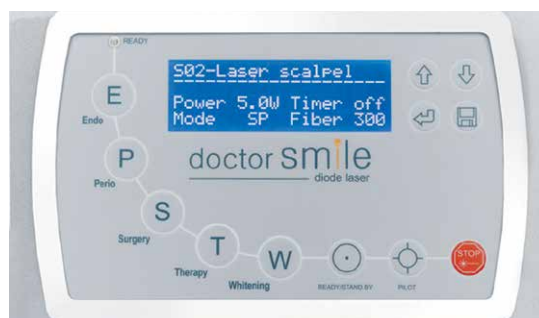 READY
S02-Laser scalpel
Power 5.0W Timer off
Mode SP Fiber 300
E
Endo
P
Perio
doctor smile
diode laser
S
Surgery
T
Therapy
W
Whitening
READY/STAND BY
PILOT
STOP